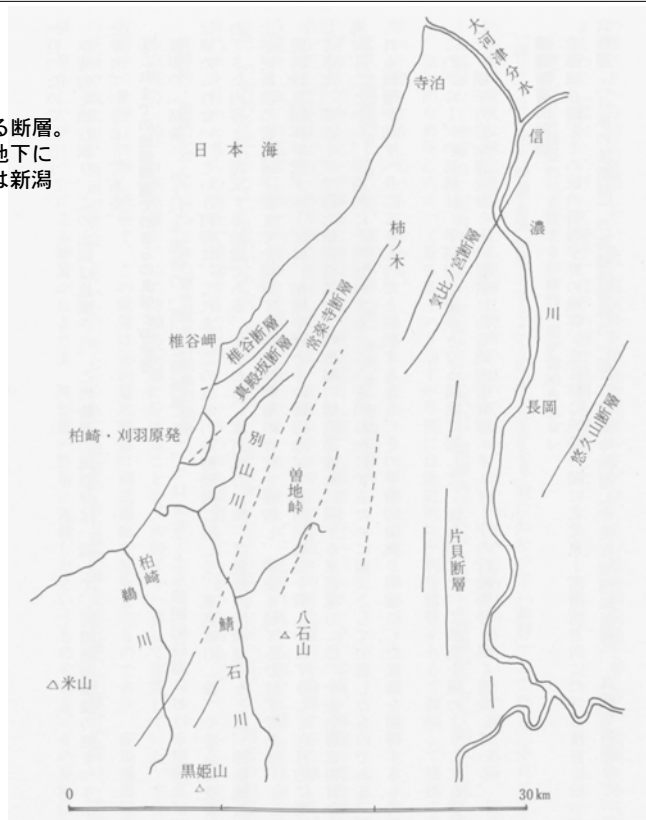 る断層。
地下に
は新潟
大河津分水
寺泊
日本海
信濃川
柿ノ木
気比ノ宮断層
常楽寺断層
椎谷断層
椎谷岬
真殿坂断層
長岡
悠久山断層
柏崎・刈羽原発
別山川
曽地峠
片貝断層
柏崎
鵜川
鯖石川
八石山
米山
黒姫山
0
30km